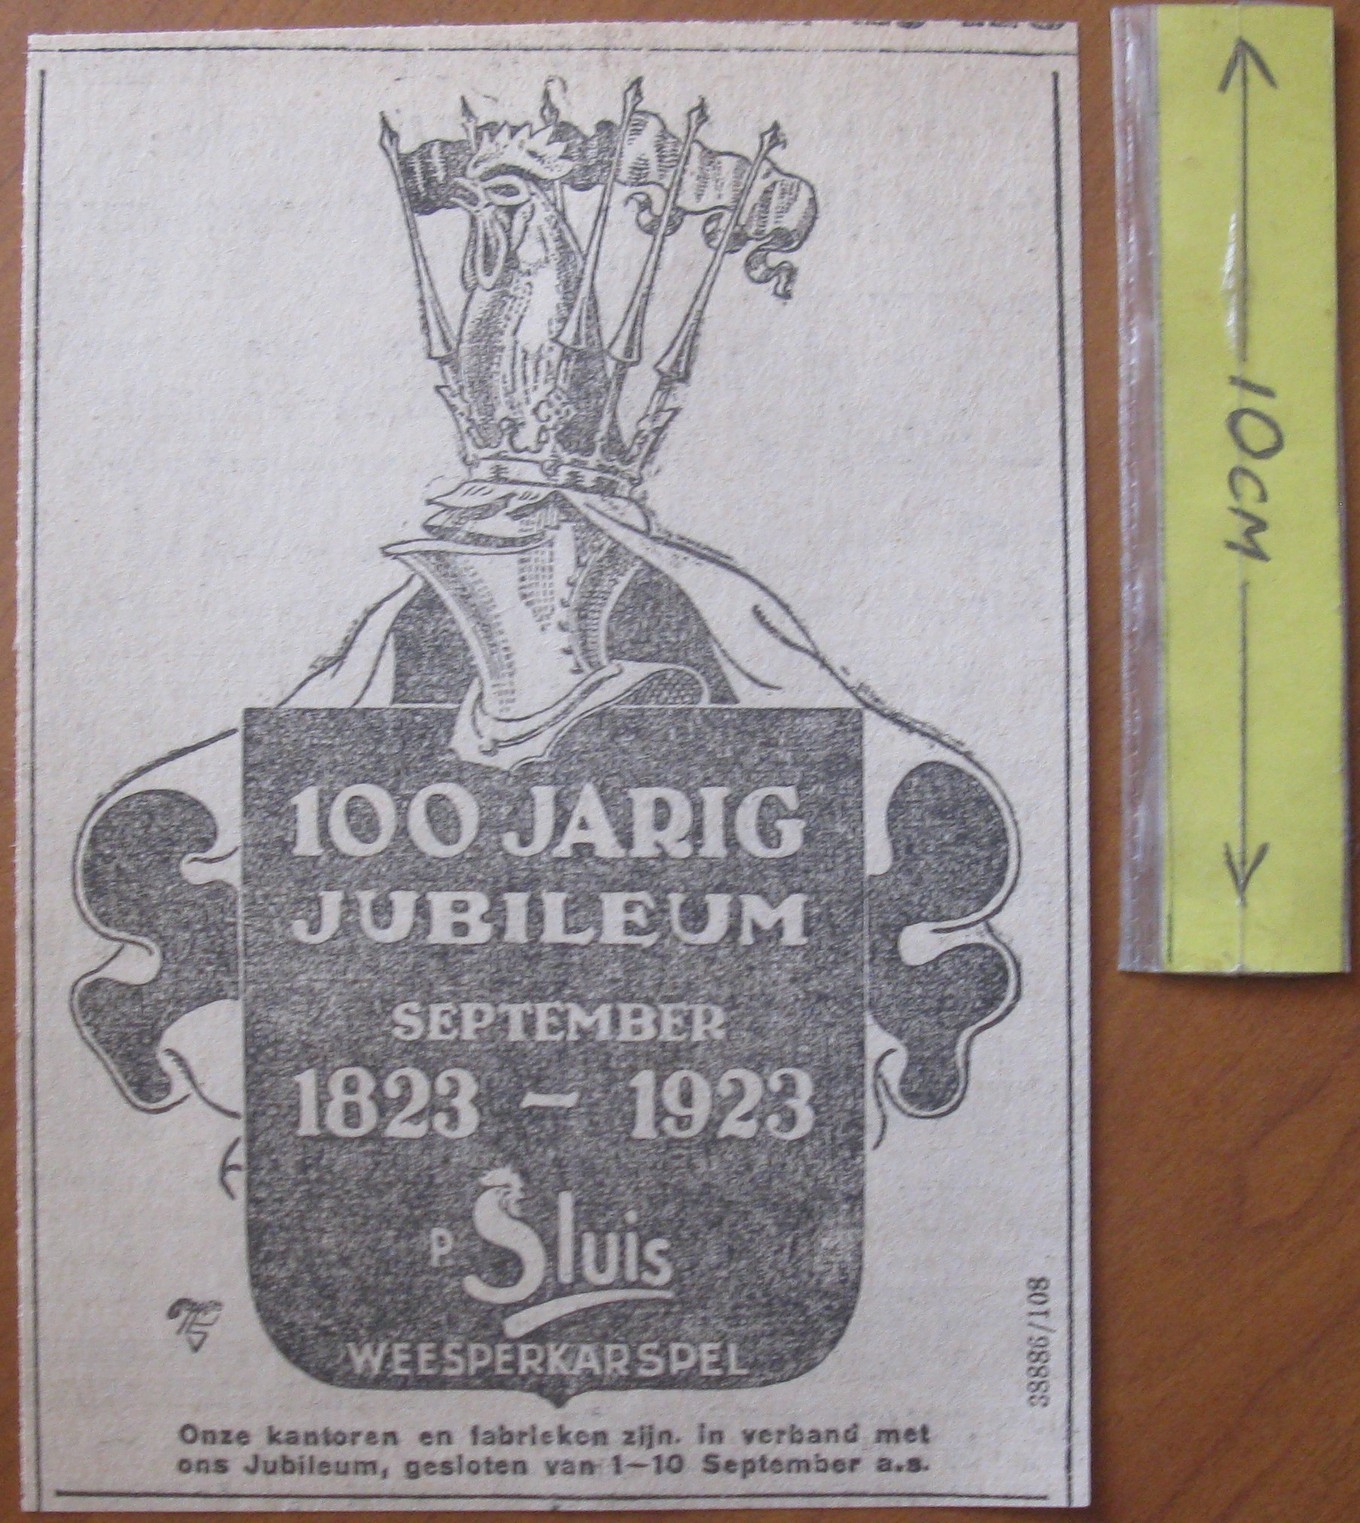 100 JARIG
JUBILEUM
SEPTEMBER
1823 – 1923
P Sluis
WEESPERKARSPEL
38886/108
Onze kantoren en fabrieken zijn. in verband met
ons Jubileum, gesloten van 1—10 September a.s.
10CM